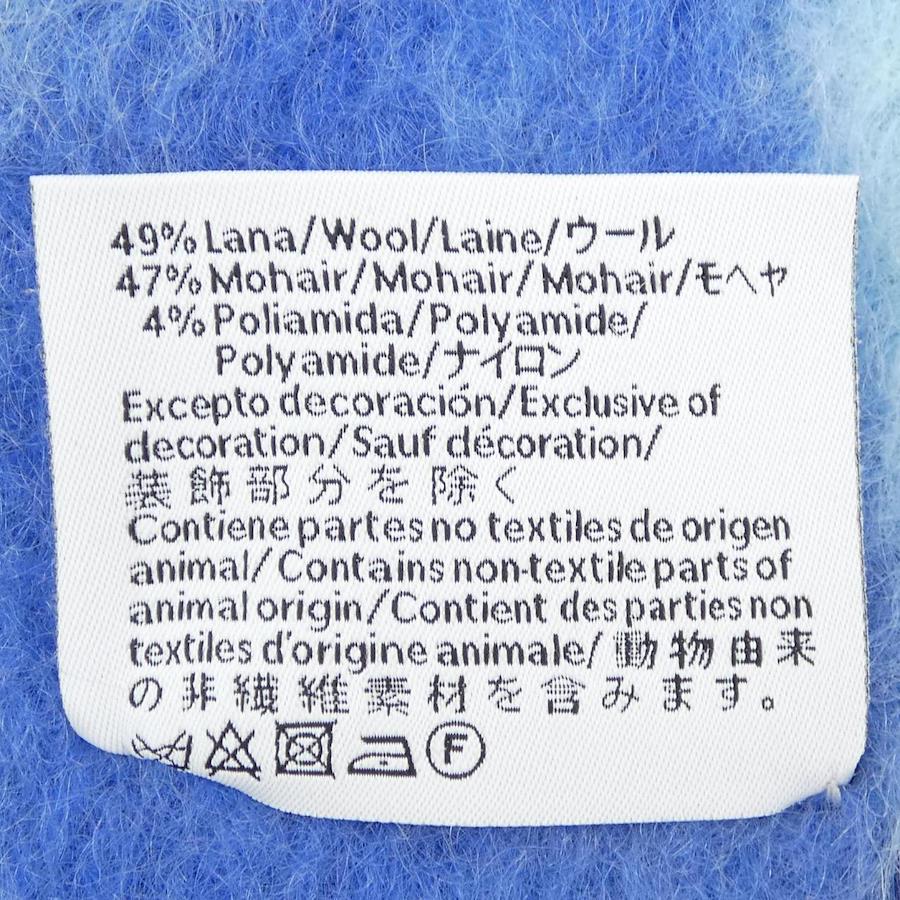 49% Lana/Wool/Laine/ウール
47% Mohair/Mohair/Mohair/モヘヤ
4% Poliamida/Polyamide/
Polyamide/ナイロン
Excepto decoración/Exclusive of
decoration/Sauf décoration/
装飾部分を除く
Contiene partes no textiles de origen
animal/Contains non-textile parts of
animal origin/Contient des parties non
textiles d'origine animale/動物由来
の非繊維素材を含みます。
F